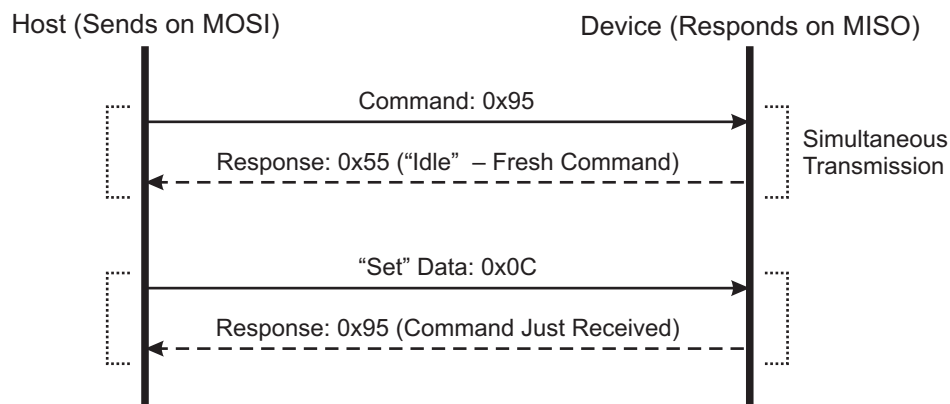 Host (Sends on MOSI)
Device (Responds on MISO)
Command: 0x95
Response: 0x55 (“Idle” – Fresh Command)
Simultaneous
Transmission
“Set” Data: 0x0C
Response: 0x95 (Command Just Received)